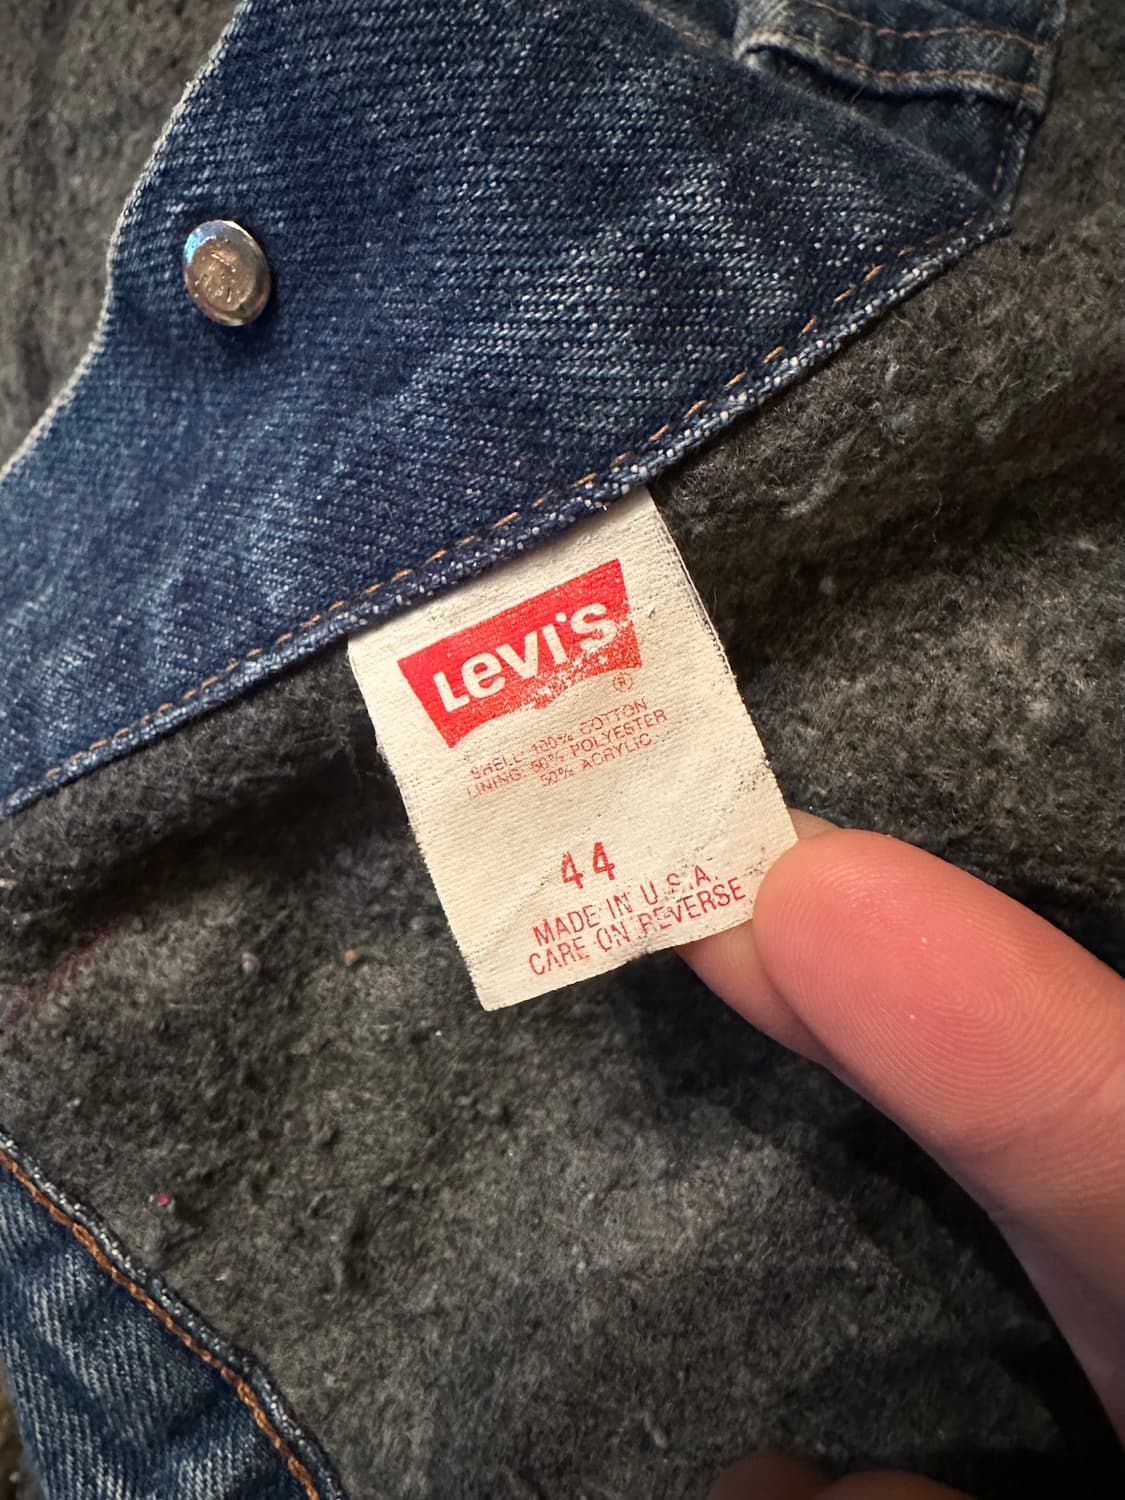 Levi's
®
SHELL 100% COTTON
LINING: 50% POLYESTER
50% ACRYLIC
44
MADE IN U.S.A.
CARE ON REVERSE